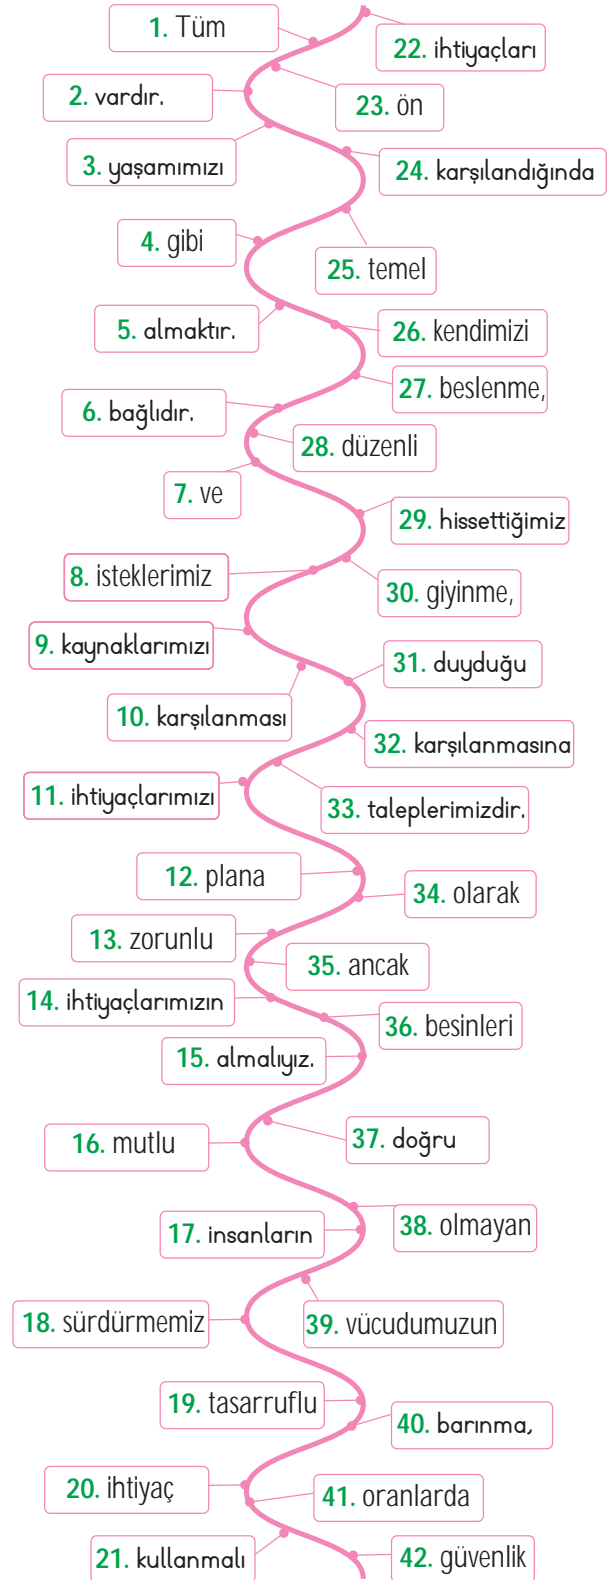 1. Tüm
2. vardır.
3. yaşamımızı
4. gibi
5. almaktır.
6. bağlıdır.
7. ve
8. isteklerimiz
9. kaynaklarımızı
10. karşılanması
11. ihtiyaçlarımızı
12. plana
13. zorunlu
14. ihtiyaçlarımızın
15. almalıyız.
16. mutlu
17. insanların
18. sürdürmemiz
19. tasarruflu
20. ihtiyaç
21. kullanmalı
22. ihtiyaçları
23. ön
24. karşılandığında
25. temel
26. kendimizi
27. beslenme,
28. düzenli
29. hissettiğimiz
30. giyinme,
31. duyduğu
32. karşılanmasına
33. taleplerimizdir.
34. olarak
35. ancak
36. besinleri
37. doğru
38. olmayan
39. vücudumuzun
40. barınma,
41. oranlarda
42. güvenlik